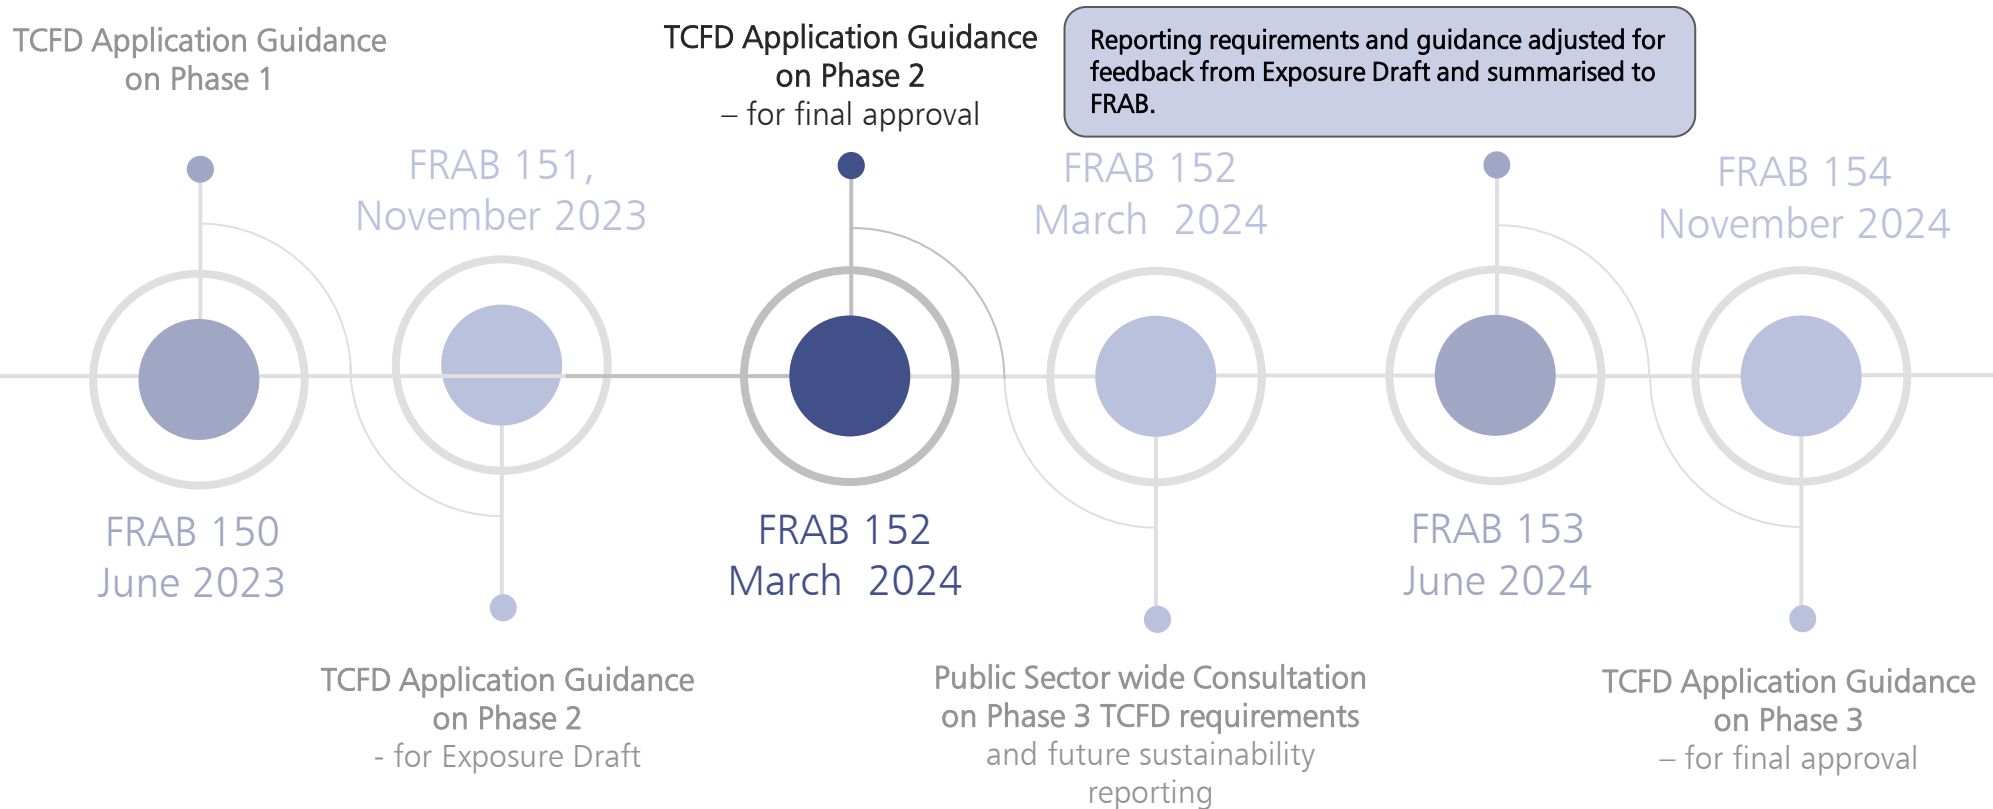 TCFD Application Guidance
on Phase 1
FRAB 150
June 2023
FRAB 151,
November 2023
TCFD Application Guidance
on Phase 2
- for Exposure Draft
TCFD Application Guidance
on Phase 2
– for final approval
FRAB 152
March 2024
Reporting requirements and guidance adjusted for
feedback from Exposure Draft and summarised to
FRAB.
FRAB 152
March 2024
Public Sector wide Consultation
on Phase 3 TCFD requirements
and future sustainability
reporting
FRAB 153
June 2024
FRAB 154
November 2024
TCFD Application Guidance
on Phase 3
– for final approval